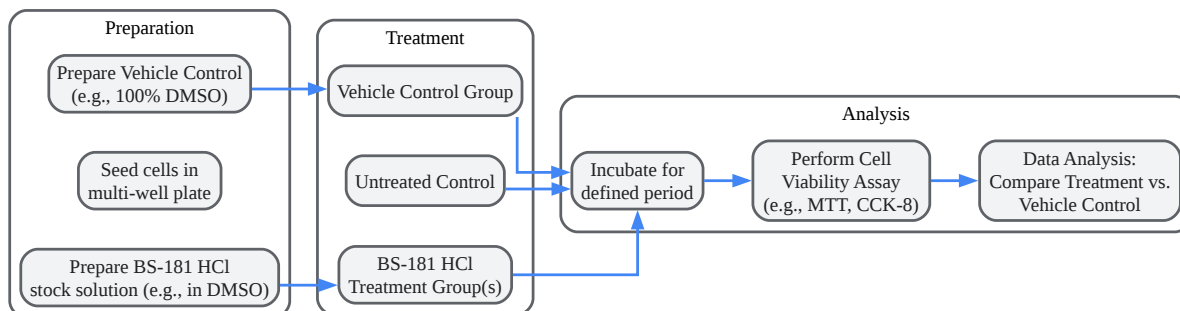 Preparation
Prepare Vehicle Control
(e.g., 100% DMSO)
Seed cells in
multi-well plate
Prepare BS-181 HCl
stock solution (e.g., in DMSO)
Treatment
Vehicle Control Group
Untreated Control
BS-181 HCl
Treatment Group(s)
Analysis
Incubate for
defined period
Perform Cell
Viability Assay
(e.g., MTT, CCK-8)
Data Analysis:
Compare Treatment vs.
Vehicle Control